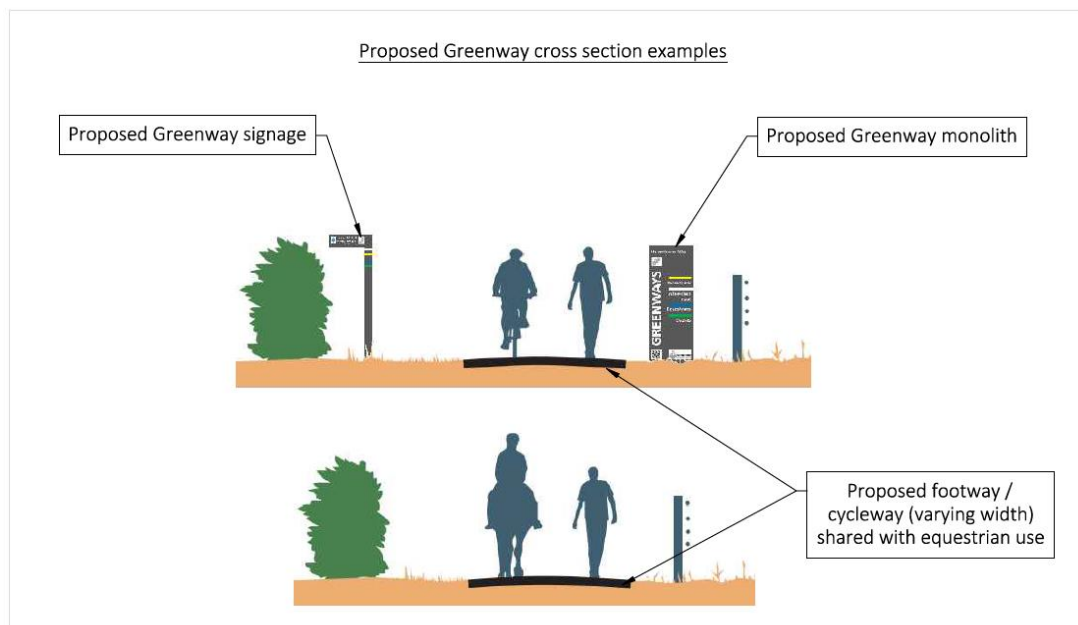 Proposed Greenway cross section examples
Proposed Greenway signage
Proposed Greenway monolith
GREENWAYS
Proposed footway /
cycleway (varying width)
shared with equestrian use